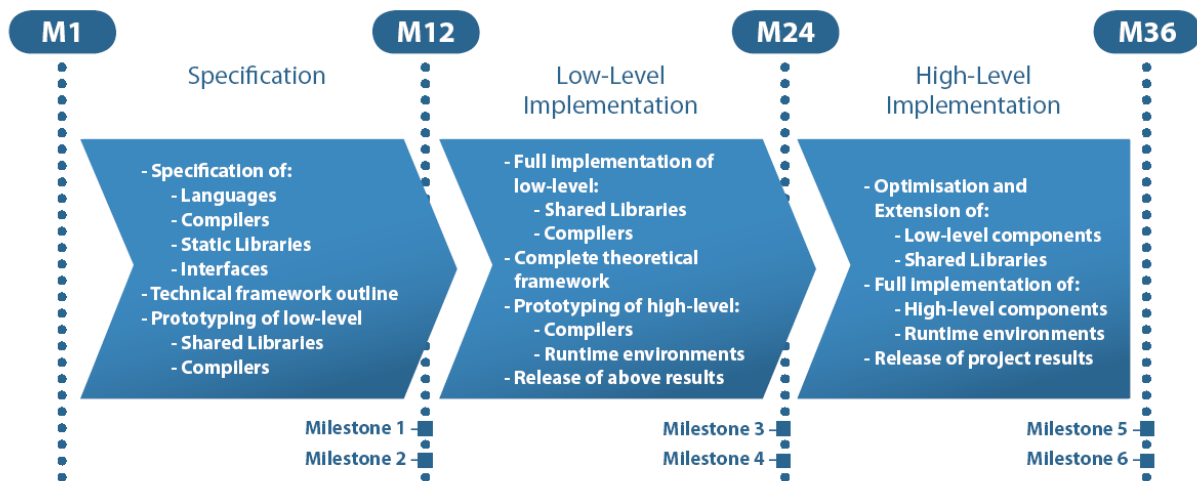 M1
M12
M24
M36
Specification
Low-Level
Implementation
High-Level
Implementation
- Specification of:
- Languages
- Compilers
- Static Libraries
- Interfaces
- Technical framework outline
- Prototyping of low-level
- Shared Libraries
- Compilers
- Full implementation of
low-level:
- Shared Libraries
- Compilers
- Complete theoretical
framework
- Prototyping of high-level:
- Compilers
- Runtime environments
- Release of above results
- Optimisation and
Extension of:
- Low-level components
- Shared Libraries
- Full Implementation of:
- High-level components
- Runtime environments
- Release of project results
Milestone 1
Milestone 2
Milestone 3
Milestone 4
Milestone 5
Milestone 6